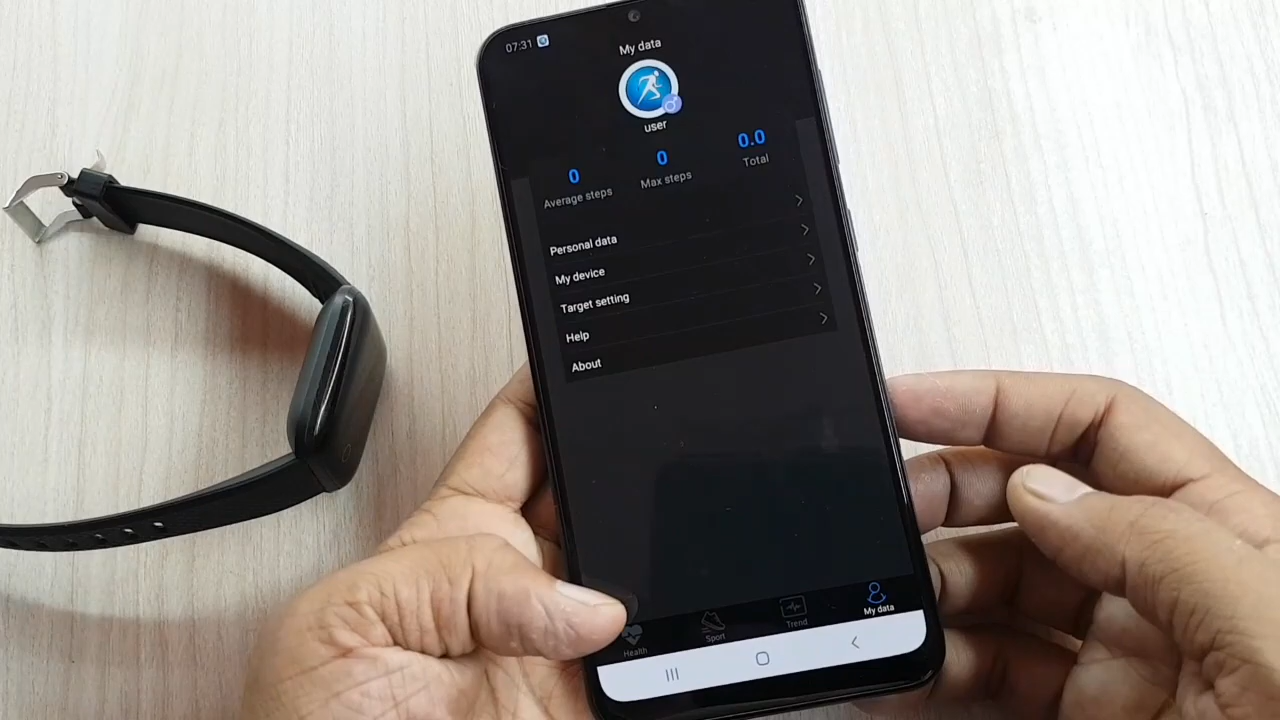 07:31
My data
user
0
0
0.0
Average steps
Max steps
Total
Personal data
My device
Target setting
Help
About
Health
Sport
Trend
My data